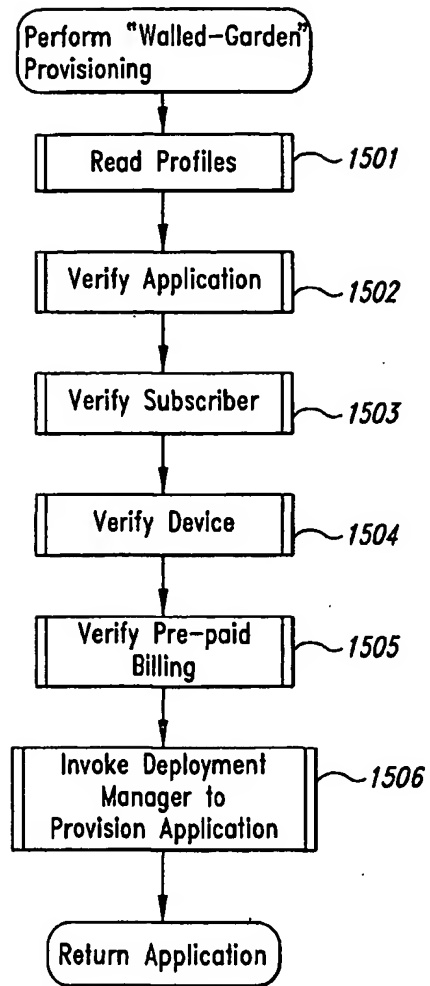 Perform "Walled-Garden"
Provisioning
Read Profiles
1501
Verify Application
1502
Verify Subscriber
1503
Verify Device
1504
Verify Pre-paid
Billing
1505
Invoke Deployment
Manager to
Provision Application
1506
Return Application